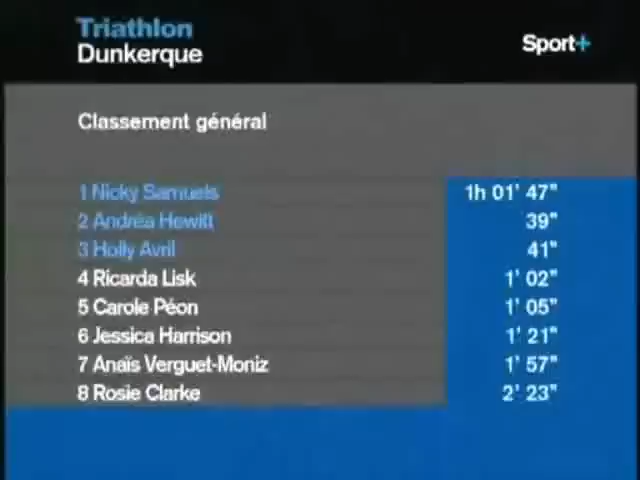 Triathlon
Dunkerque
Sport+
Classement général
1 Nicky Samuels 1h 01' 47"
2 Andréa Hewitt 39"
3 Holly Avril 41"
4 Ricarda Lisk 1' 02"
5 Carole Péon 1' 05"
6 Jessica Harrison 1' 21"
7 Anaïs Verguet-Moniz 1' 57"
8 Rosie Clarke 2' 23"